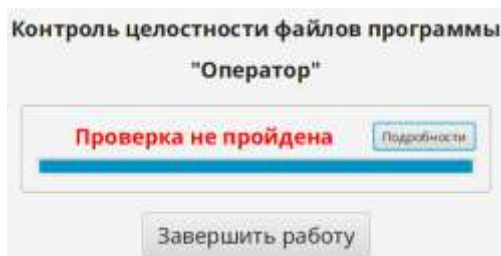 Контроль целостности файлов программы
"Оператор"
Проверка не пройдена Подробности
Завершить работу